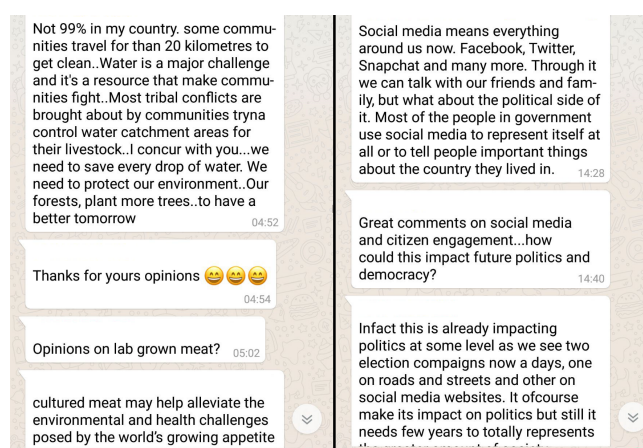 Not 99% in my country. some commu-
nities travel for than 20 kilometres to
get clean..Water is a major challenge
and it's a resource that make commu-
nities fight..Most tribal conflicts are
brought about by communities tryna
control water catchment areas for
their livestock..I concur with you...we
need to save every drop of water. We
need to protect our environment..Our
forests, plant more trees..to have a
better tomorrow
04:52
Thanks for yours opinions 😄😄😄
04:54
Opinions on lab grown meat? 05:02
cultured meat may help alleviate the
environmental and health challenges
posed by the world's growing appetite
Social media means everything
around us now. Facebook, Twitter,
Snapchat and many more. Through it
we can talk with our friends and fam-
ily, but what about the political side of
it. Most of the people in government
use social media to represent itself at
all or to tell people important things
about the country they lived in. 14:28
Great comments on social media
and citizen engagement...how
could this impact future politics and
democracy? 14:40
Infact this is already impacting
politics at some level as we see two
election compaigns now a days, one
on roads and streets and other on
social media websites. It ofcourse
make its impact on politics but still it
needs few years to totally represents